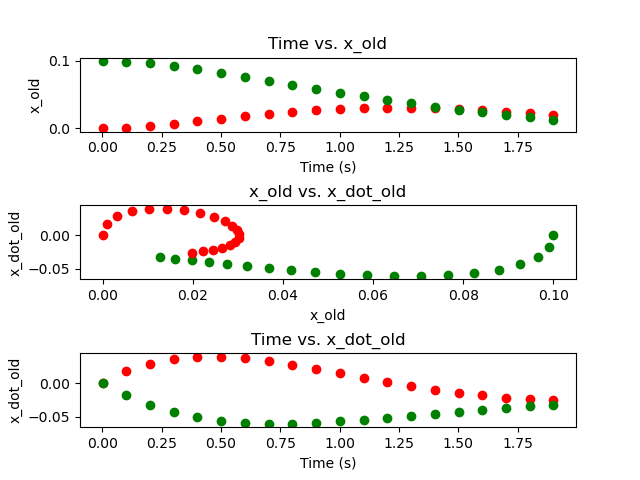 Time vs. x_old
x_old
0.1
0.0
0.00 0.25 0.50 0.75 1.00 1.25 1.50 1.75
Time (s)
x_old vs. x_dot_old
x_dot_old
0.00
−0.05
0.00 0.02 0.04 0.06 0.08 0.10
x_old
Time vs. x_dot_old
x_dot_old
0.00
−0.05
0.00 0.25 0.50 0.75 1.00 1.25 1.50 1.75
Time (s)